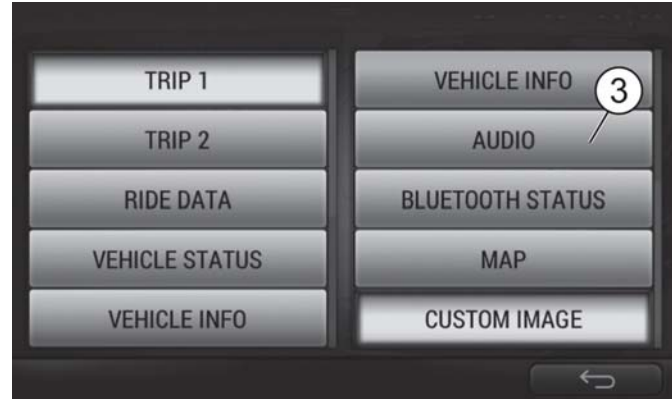 TRIP 1
TRIP 2
RIDE DATA
VEHICLE STATUS
VEHICLE INFO
VEHICLE INFO
3
AUDIO
BLUETOOTH STATUS
MAP
CUSTOM IMAGE